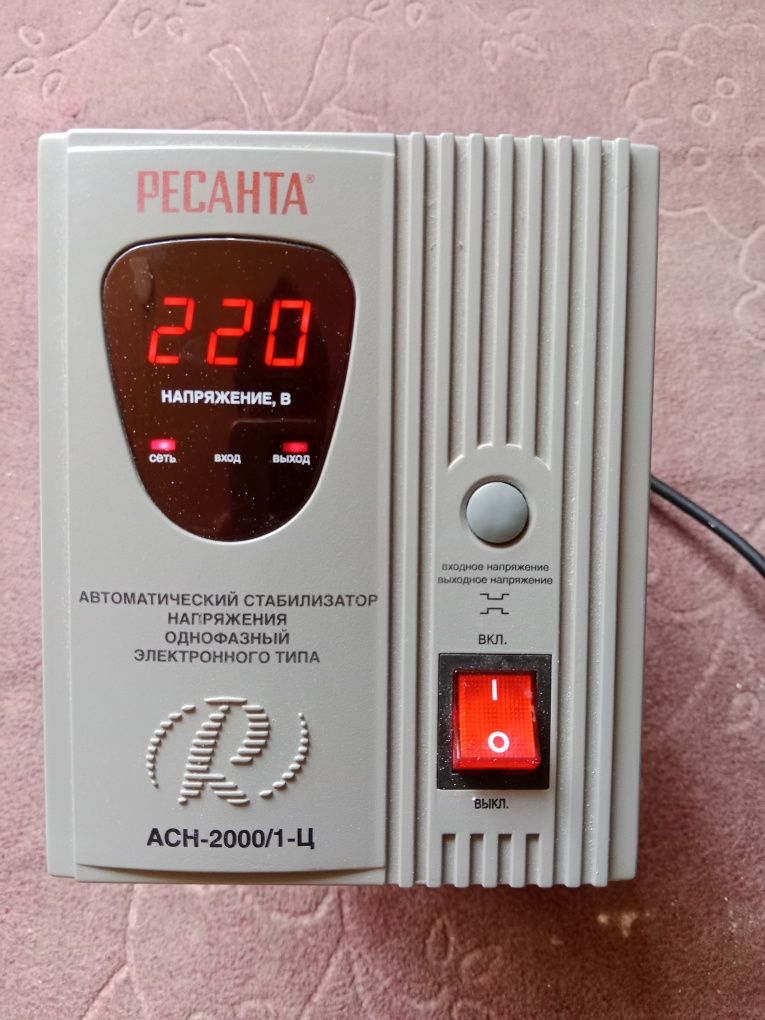 РЕСАНТА®
220
НАПРЯЖЕНИЕ, В
сеть вход выход
входное напряжение
выходное напряжение
АВТОМАТИЧЕСКИЙ СТАБИЛИЗАТОР
НАПРЯЖЕНИЯ
ОДНОФАЗНЫЙ
ЭЛЕКТРОННОГО ТИПА
ВКЛ.
I
O
ВЫКЛ.
R
АСН-2000/1-Ц